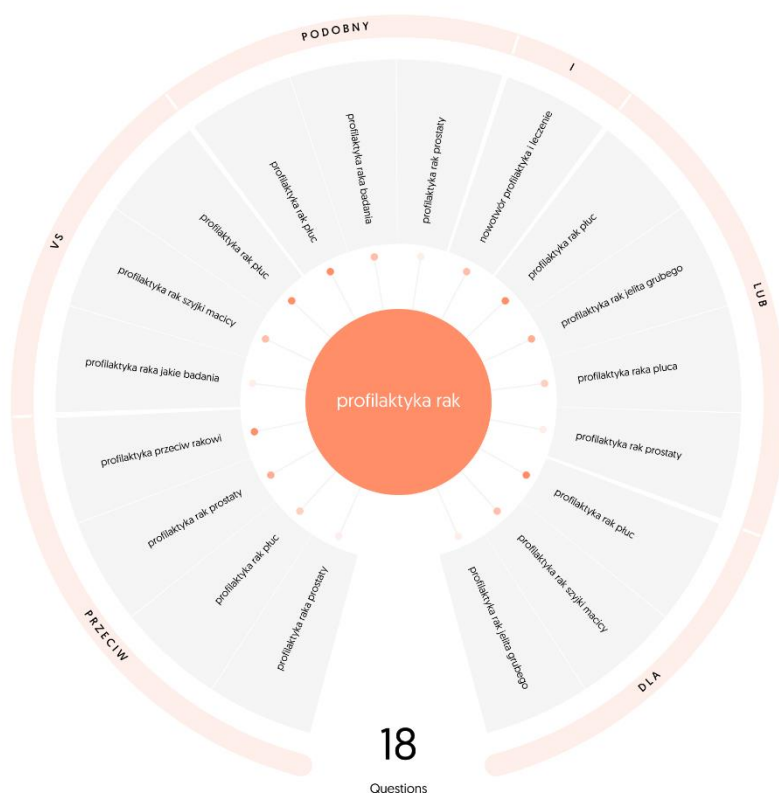 PODOBNY
profilaktyka rak płuc
profilaktyka raka badania
profilaktyka rak prostaty
I
nowotwór profilaktyka i leczenie
LUB
profilaktyka rak płuc
profilaktyka rak jelita grubego
profilaktyka raka pluca
profilaktyka rak prostaty
DLA
profilaktyka rak płuc
profilaktyka rak szyjki macicy
profilaktyka rak jelita grubego
PRZECIW
profilaktyka raka prostaty
profilaktyka rak płuc
profilaktyka rak prostaty
profilaktyka przeciw rakowi
VS
profilaktyka raka jakie badania
profilaktyka rak szyjki macicy
profilaktyka rak płuc
profilaktyka rak
18
Questions